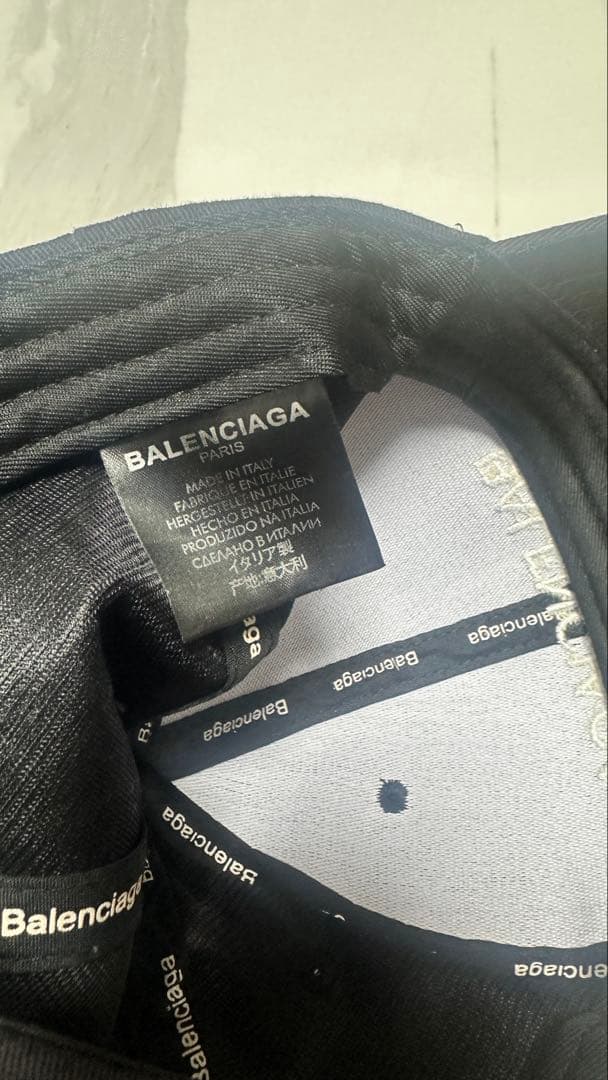 BALENCIAGA
PARIS
MADE IN ITALY
FABRIQUE EN ITALIE
HERGESTELLT IN ITALIEN
HECHO EN ITALIA
PRODUZIDO NA ITALIA
СДЕЛАНО В ИТАЛИИ
イタリア製
产地:意大利
Balenciaga
Balenciaga
Balenciaga
Balenciaga
Balenciaga
Balenciaga
Balenciaga